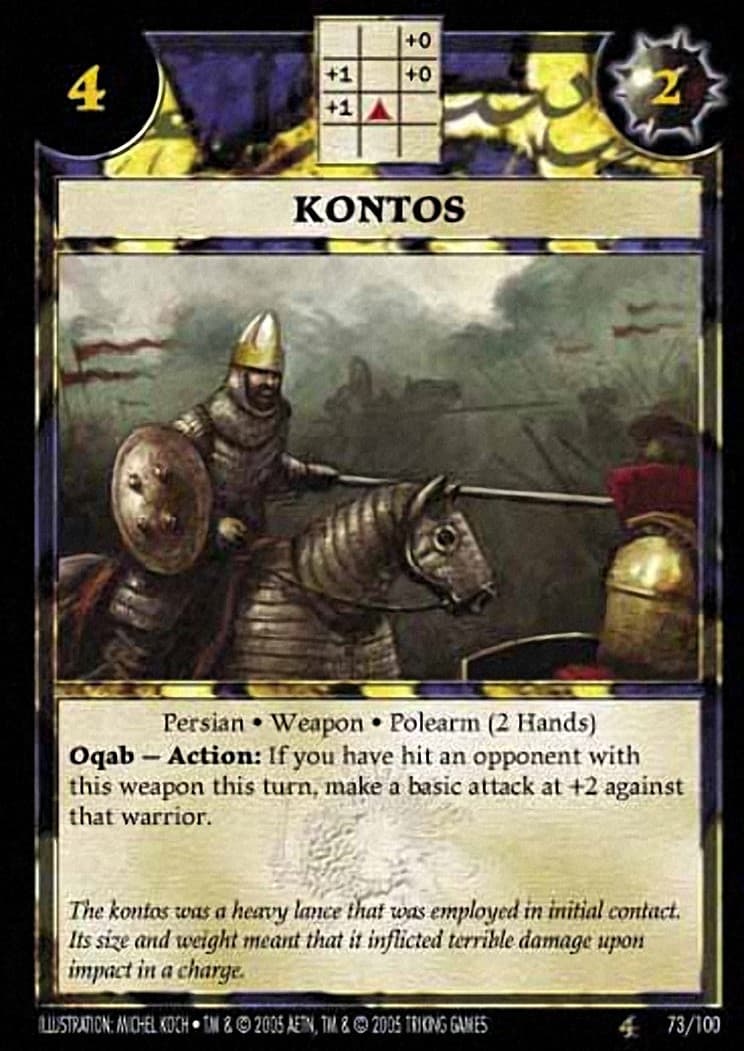 4
+0
+1 +0
+1
2
KONTOS
Persian • Weapon • Polearm (2 Hands)
Oqab – Action: If you have hit an opponent with
this weapon this turn, make a basic attack at +2 against
that warrior.
The kontos was a heavy lance that was employed in initial contact.
Its size and weight meant that it inflicted terrible damage upon
impact in a charge.
ILLUSTRATION: MICHEL KOCH • TM & © 2005 AETN, TM & © 2005 TRIKING GAMES 4 73/100